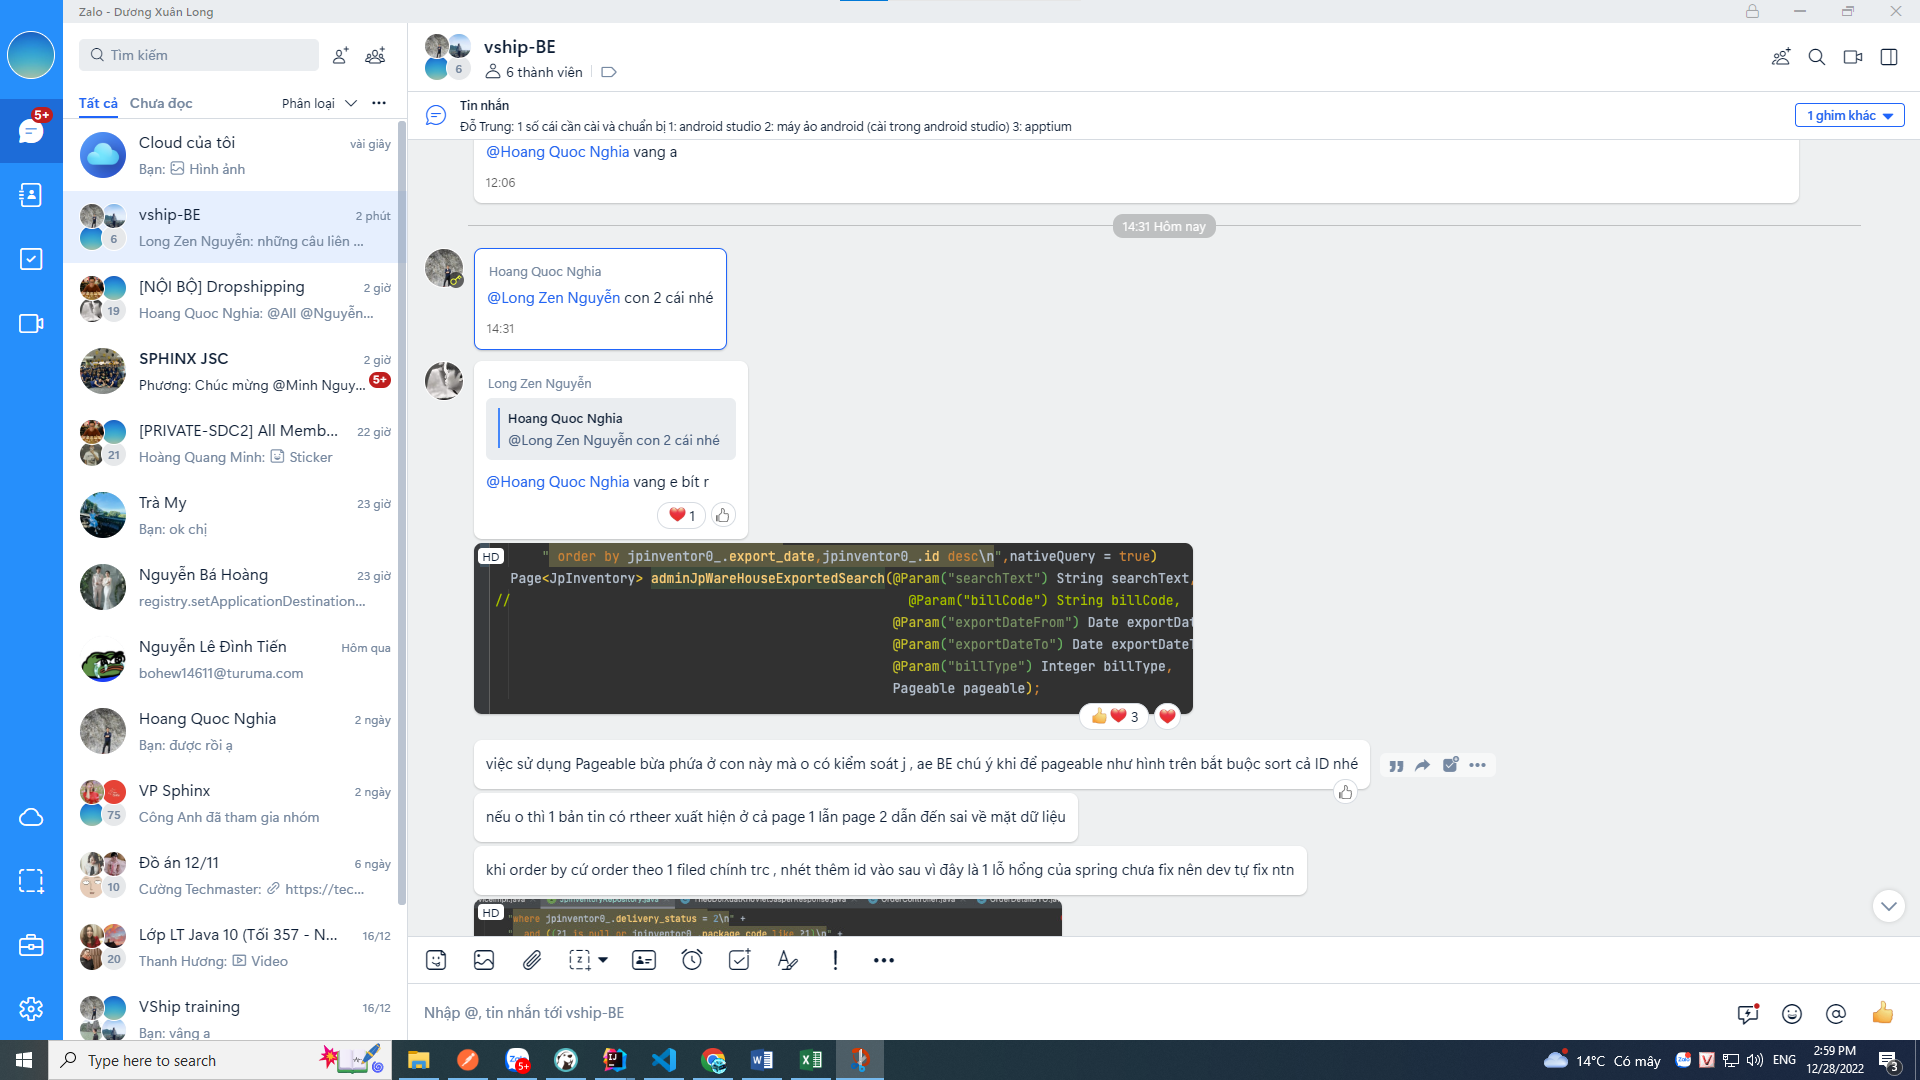 Zalo - Dương Xuân Long
5+
Tìm kiếm
Tất cả
Chưa đọc
Phân loại
Cloud của tôi
vài giây
Bạn: Hình ảnh
vship-BE
2 phút
6
Long Zen Nguyễn: những câu liên ...
[NỘI BỘ] Dropshipping
2 giờ
19
Hoang Quoc Nghia: @All @Nguyễn...
SPHINX JSC
2 giờ
Phương: Chúc mừng @Minh Nguy...
5+
[PRIVATE-SDC2] All Memb...
22 giờ
21
Hoàng Quang Minh: Sticker
Trà My
23 giờ
Bạn: ok chị
Nguyễn Bá Hoàng
23 giờ
registry.setApplicationDestination...
Nguyễn Lê Đình Tiến
Hôm qua
bohew14611@turuma.com
Hoang Quoc Nghia
2 ngày
Bạn: được rồi ạ
VP Sphinx
2 ngày
75
Công Anh đã tham gia nhóm
Đồ án 12/11
6 ngày
10
Cường Techmaster: https://tec...
Lớp LT Java 10 (Tối 357 - N...
16/12
20
Thanh Hương: Video
VShip training
16/12
Bạn: vâng a
6
vship-BE
6 thành viên
Tin nhắn
Đỗ Trung: 1 số cái cần cài và chuẩn bị 1: android studio 2: máy ảo android (cài trong android studio) 3: apptium
1 ghim khác
@Hoang Quoc Nghia vang a
12:06
14:31 Hôm nay
Hoang Quoc Nghia
@Long Zen Nguyễn con 2 cái nhé
14:31
Long Zen Nguyễn
Hoang Quoc Nghia
@Long Zen Nguyễn con 2 cái nhé
@Hoang Quoc Nghia vang e bít r
1
HD
" order by jpinventor0_.export_date,jpinventor0_.id desc\n",nativeQuery = true)
Page<JpInventory> adminJpWareHouseExportedSearch(@Param("searchText") String searchText,
// @Param("billCode") String billCode,
@Param("exportDateFrom") Date exportDat
@Param("exportDateTo") Date exportDateT
@Param("billType") Integer billType,
Pageable pageable);
3
việc sử dụng Pageable bừa phứa ở con này mà o có kiểm soát j , ae BE chú ý khi để pageable như hình trên bắt buộc sort cả ID nhé
nếu o thì 1 bản tin có rtheer xuất hiện ở cả page 1 lẫn page 2 dẫn đến sai về mặt dữ liệu
khi order by cứ order theo 1 filed chính trc , nhét thêm id vào sau vì đây là 1 lỗ hổng của spring chưa fix nên dev tự fix ntn
HD
"where jpinventor0_.delivery_status = 2\n" +
Nhập @, tin nhắn tới vship-BE
Type here to search
5+
14°C Có mây
ENG
2:59 PM
12/28/2022
3